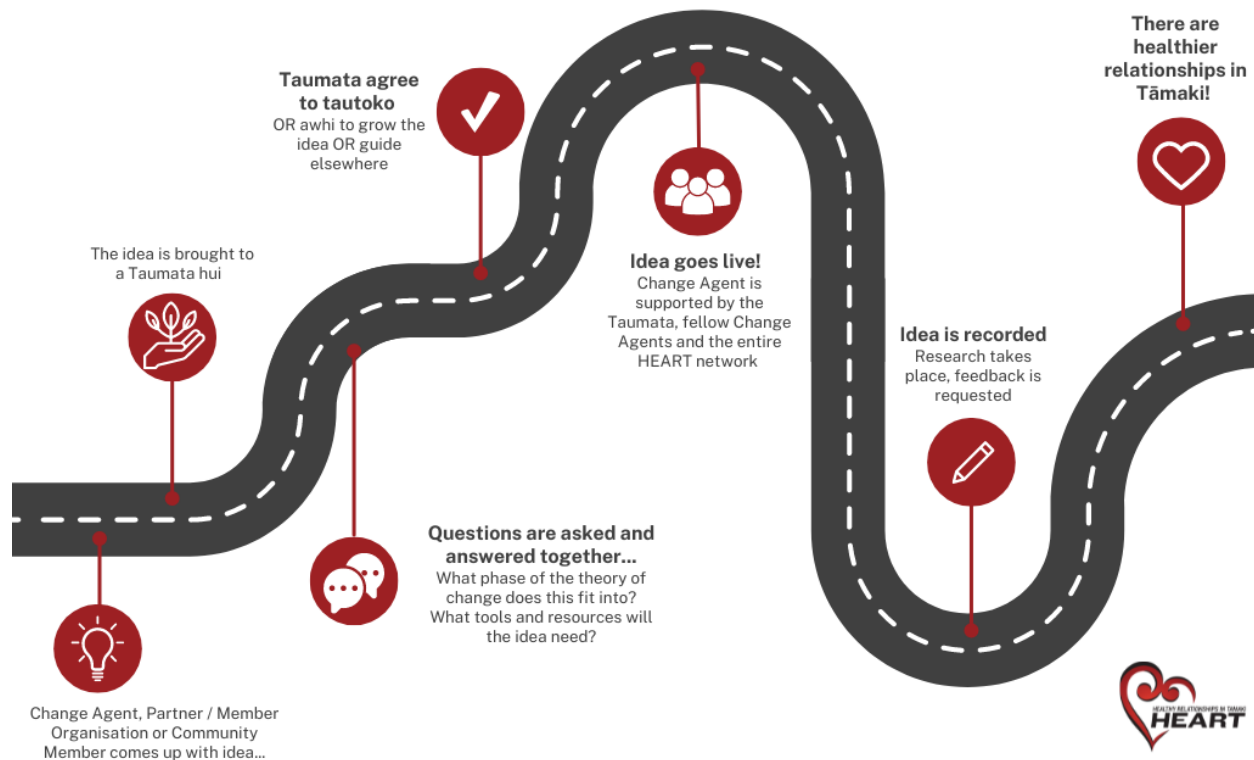 Change Agent, Partner / Member
Organisation or Community
Member comes up with idea...
The idea is brought to
a Taumata hui
Questions are asked and
answered together...
What phase of the theory of
change does this fit into?
What tools and resources will
the idea need?
Taumata agree
to tautoko
OR awhi to grow the
idea OR guide
elsewhere
Idea goes live!
Change Agent is
supported by the
Taumata, fellow Change
Agents and the entire
HEART network
Idea is recorded
Research takes
place, feedback is
requested
There are
healthier
relationships in
Tāmaki!
HEALTHY RELATIONSHIPS IN TAMAKI
HEART